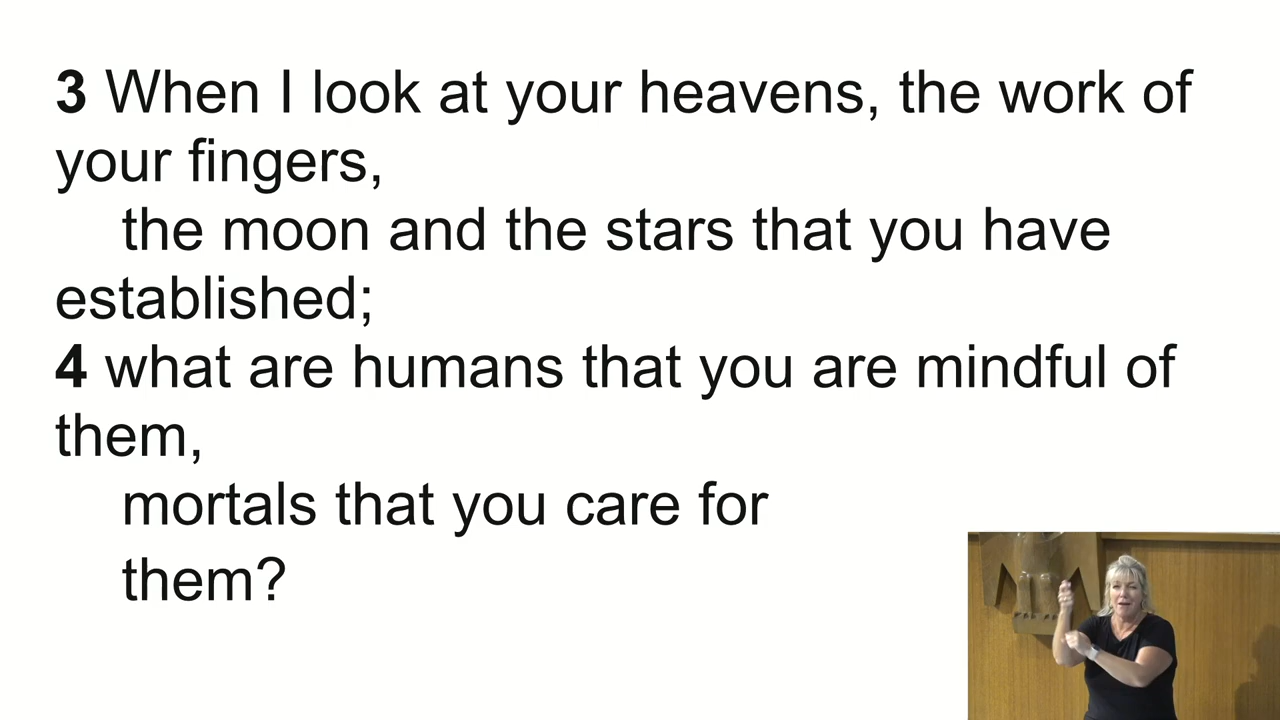 3 When I look at your heavens, the work of
your fingers,
the moon and the stars that you have
established;
4 what are humans that you are mindful of
them,
mortals that you care for
them?